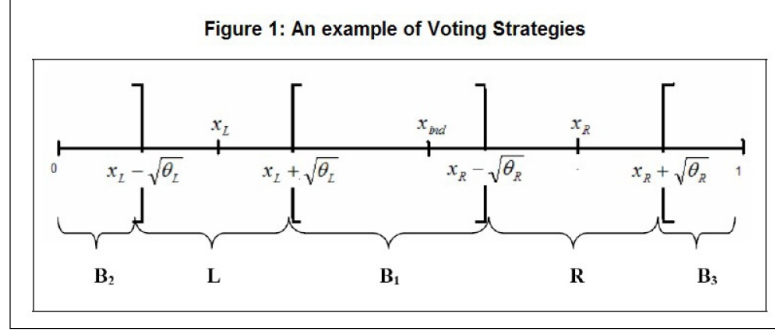 Figure 1: An example of Voting Strategies
x_L x_ind x_R
0 x_L − √θ_L x_L + √θ_L x_R − √θ_R x_R + √θ_R 1
B₂ L B₁ R B₃